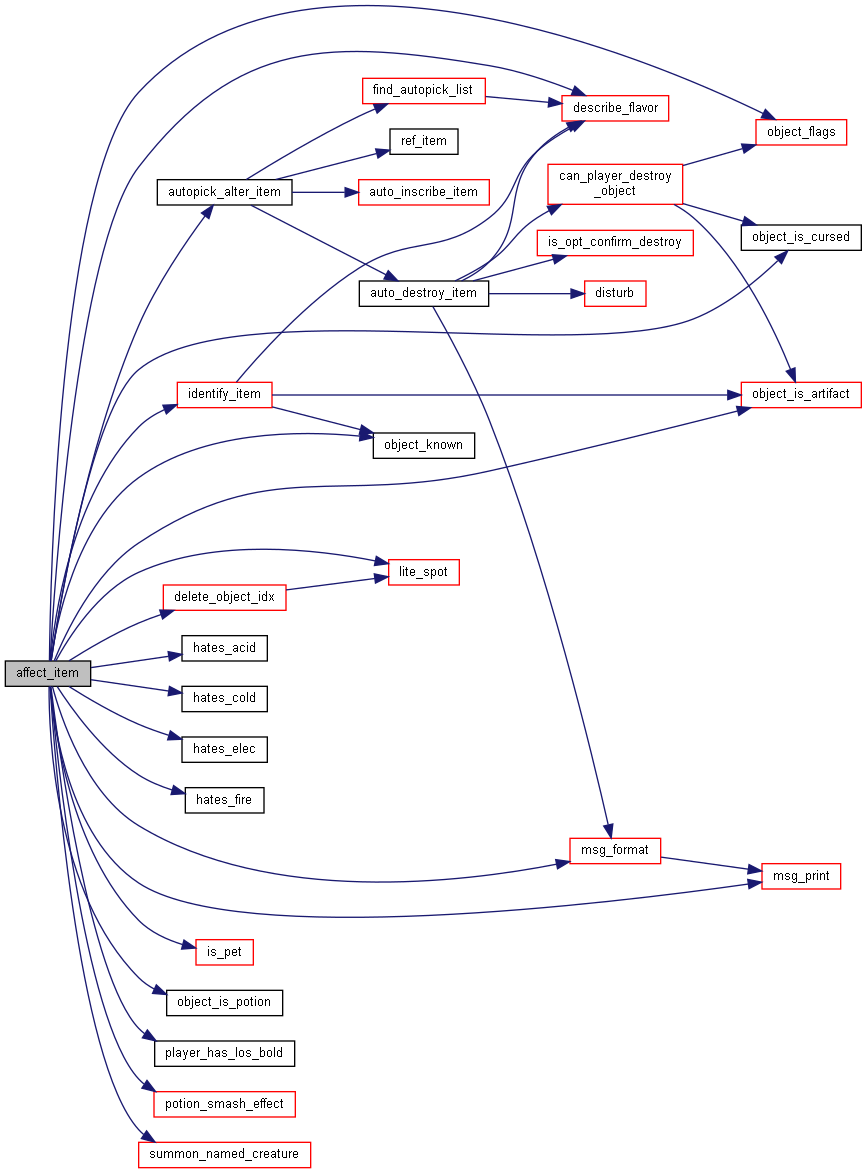 find_autopick_list
describe_flavor
object_flags
ref_item
can_player_destroy
_object
autopick_alter_item
auto_inscribe_item
object_is_cursed
is_opt_confirm_destroy
auto_destroy_item
disturb
identify_item
object_is_artifact
object_known
lite_spot
delete_object_idx
hates_acid
affect_item
hates_cold
hates_elec
hates_fire
msg_format
msg_print
is_pet
object_is_potion
player_has_los_bold
potion_smash_effect
summon_named_creature